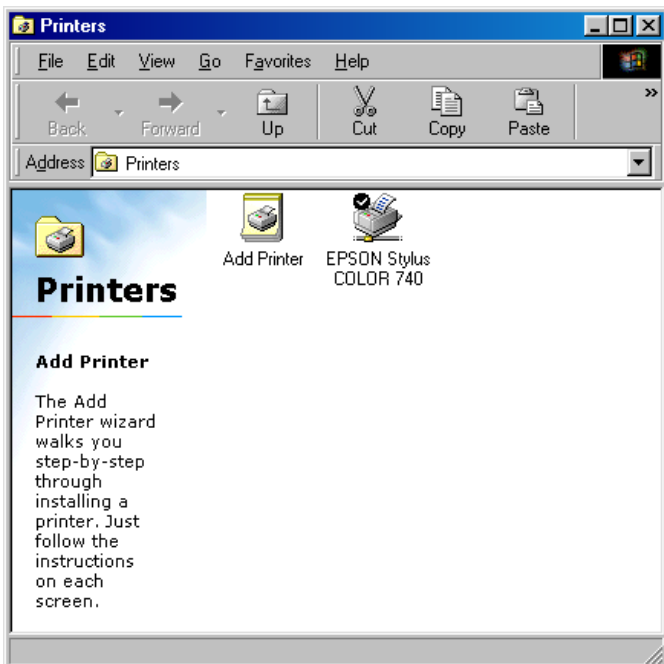 Printers
File Edit View Go Favorites Help
Back Forward Up Cut Copy Paste »
Address Printers
Printers
Add Printer
The Add
Printer wizard
walks you
step-by-step
through
installing a
printer. Just
follow the
instructions
on each
screen.
Add Printer
EPSON Stylus
COLOR 740